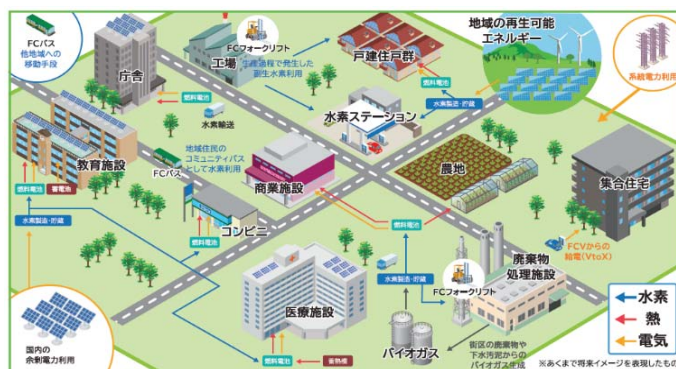 FCバス
他地域への
移動手段
庁舎
工場
FCフォークリフト
生産過程で発生した
副生水素利用
戸建住戸群
地域の再生可能
エネルギー
系統電力利用
燃料電池
燃料電池
水素製造・貯蔵
水素輸送
水素ステーション
教育施設
FCバス
地域住民の
コミュニティバス
として水素利用
商業施設
農地
集合住宅
燃料電池
蓄電池
水素製造・貯蔵
燃料電池
コンビニ
燃料電池
FCVからの
給電(VtoX)
水素製造・貯蔵
FCフォークリフト
廃棄物
処理施設
医療施設
バイオガス
国内の
余剰電力利用
燃料電池
蓄熱槽
街区の廃棄物や
下水汚泥からの
バイオガス生成
水素
熱
電気
※あくまで将来イメージを表現したもの